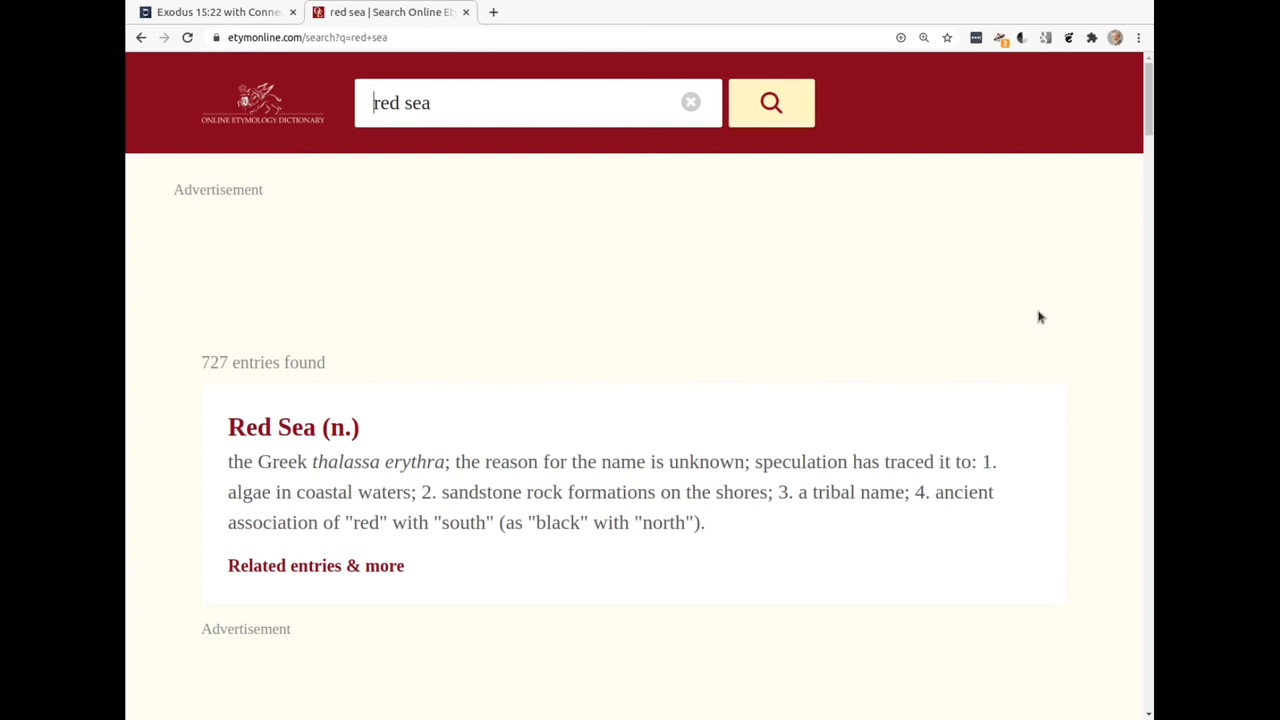 Exodus 15:22 with Conne
red sea | Search Online Et
etymonline.com/search?q=red+sea
3
ONLINE ETYMOLOGY DICTIONARY
red sea
Advertisement
727 entries found
Red Sea (n.)
the Greek thalassa erythra; the reason for the name is unknown; speculation has traced it to: 1.
algae in coastal waters; 2. sandstone rock formations on the shores; 3. a tribal name; 4. ancient
association of "red" with "south" (as "black" with "north").
Related entries & more
Advertisement